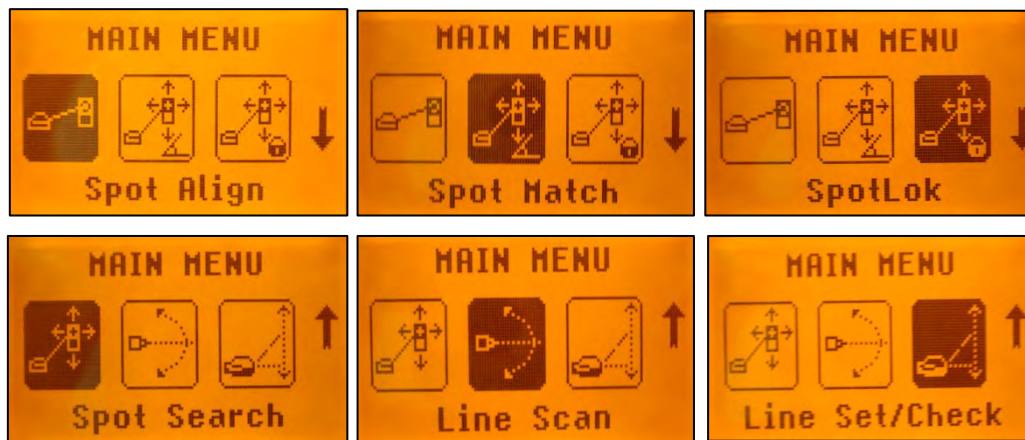 MAIN MENU
Spot Align
MAIN MENU
Spot Match
MAIN MENU
SpotLok
MAIN MENU
Spot Search
MAIN MENU
Line Scan
MAIN MENU
Line Set/Check